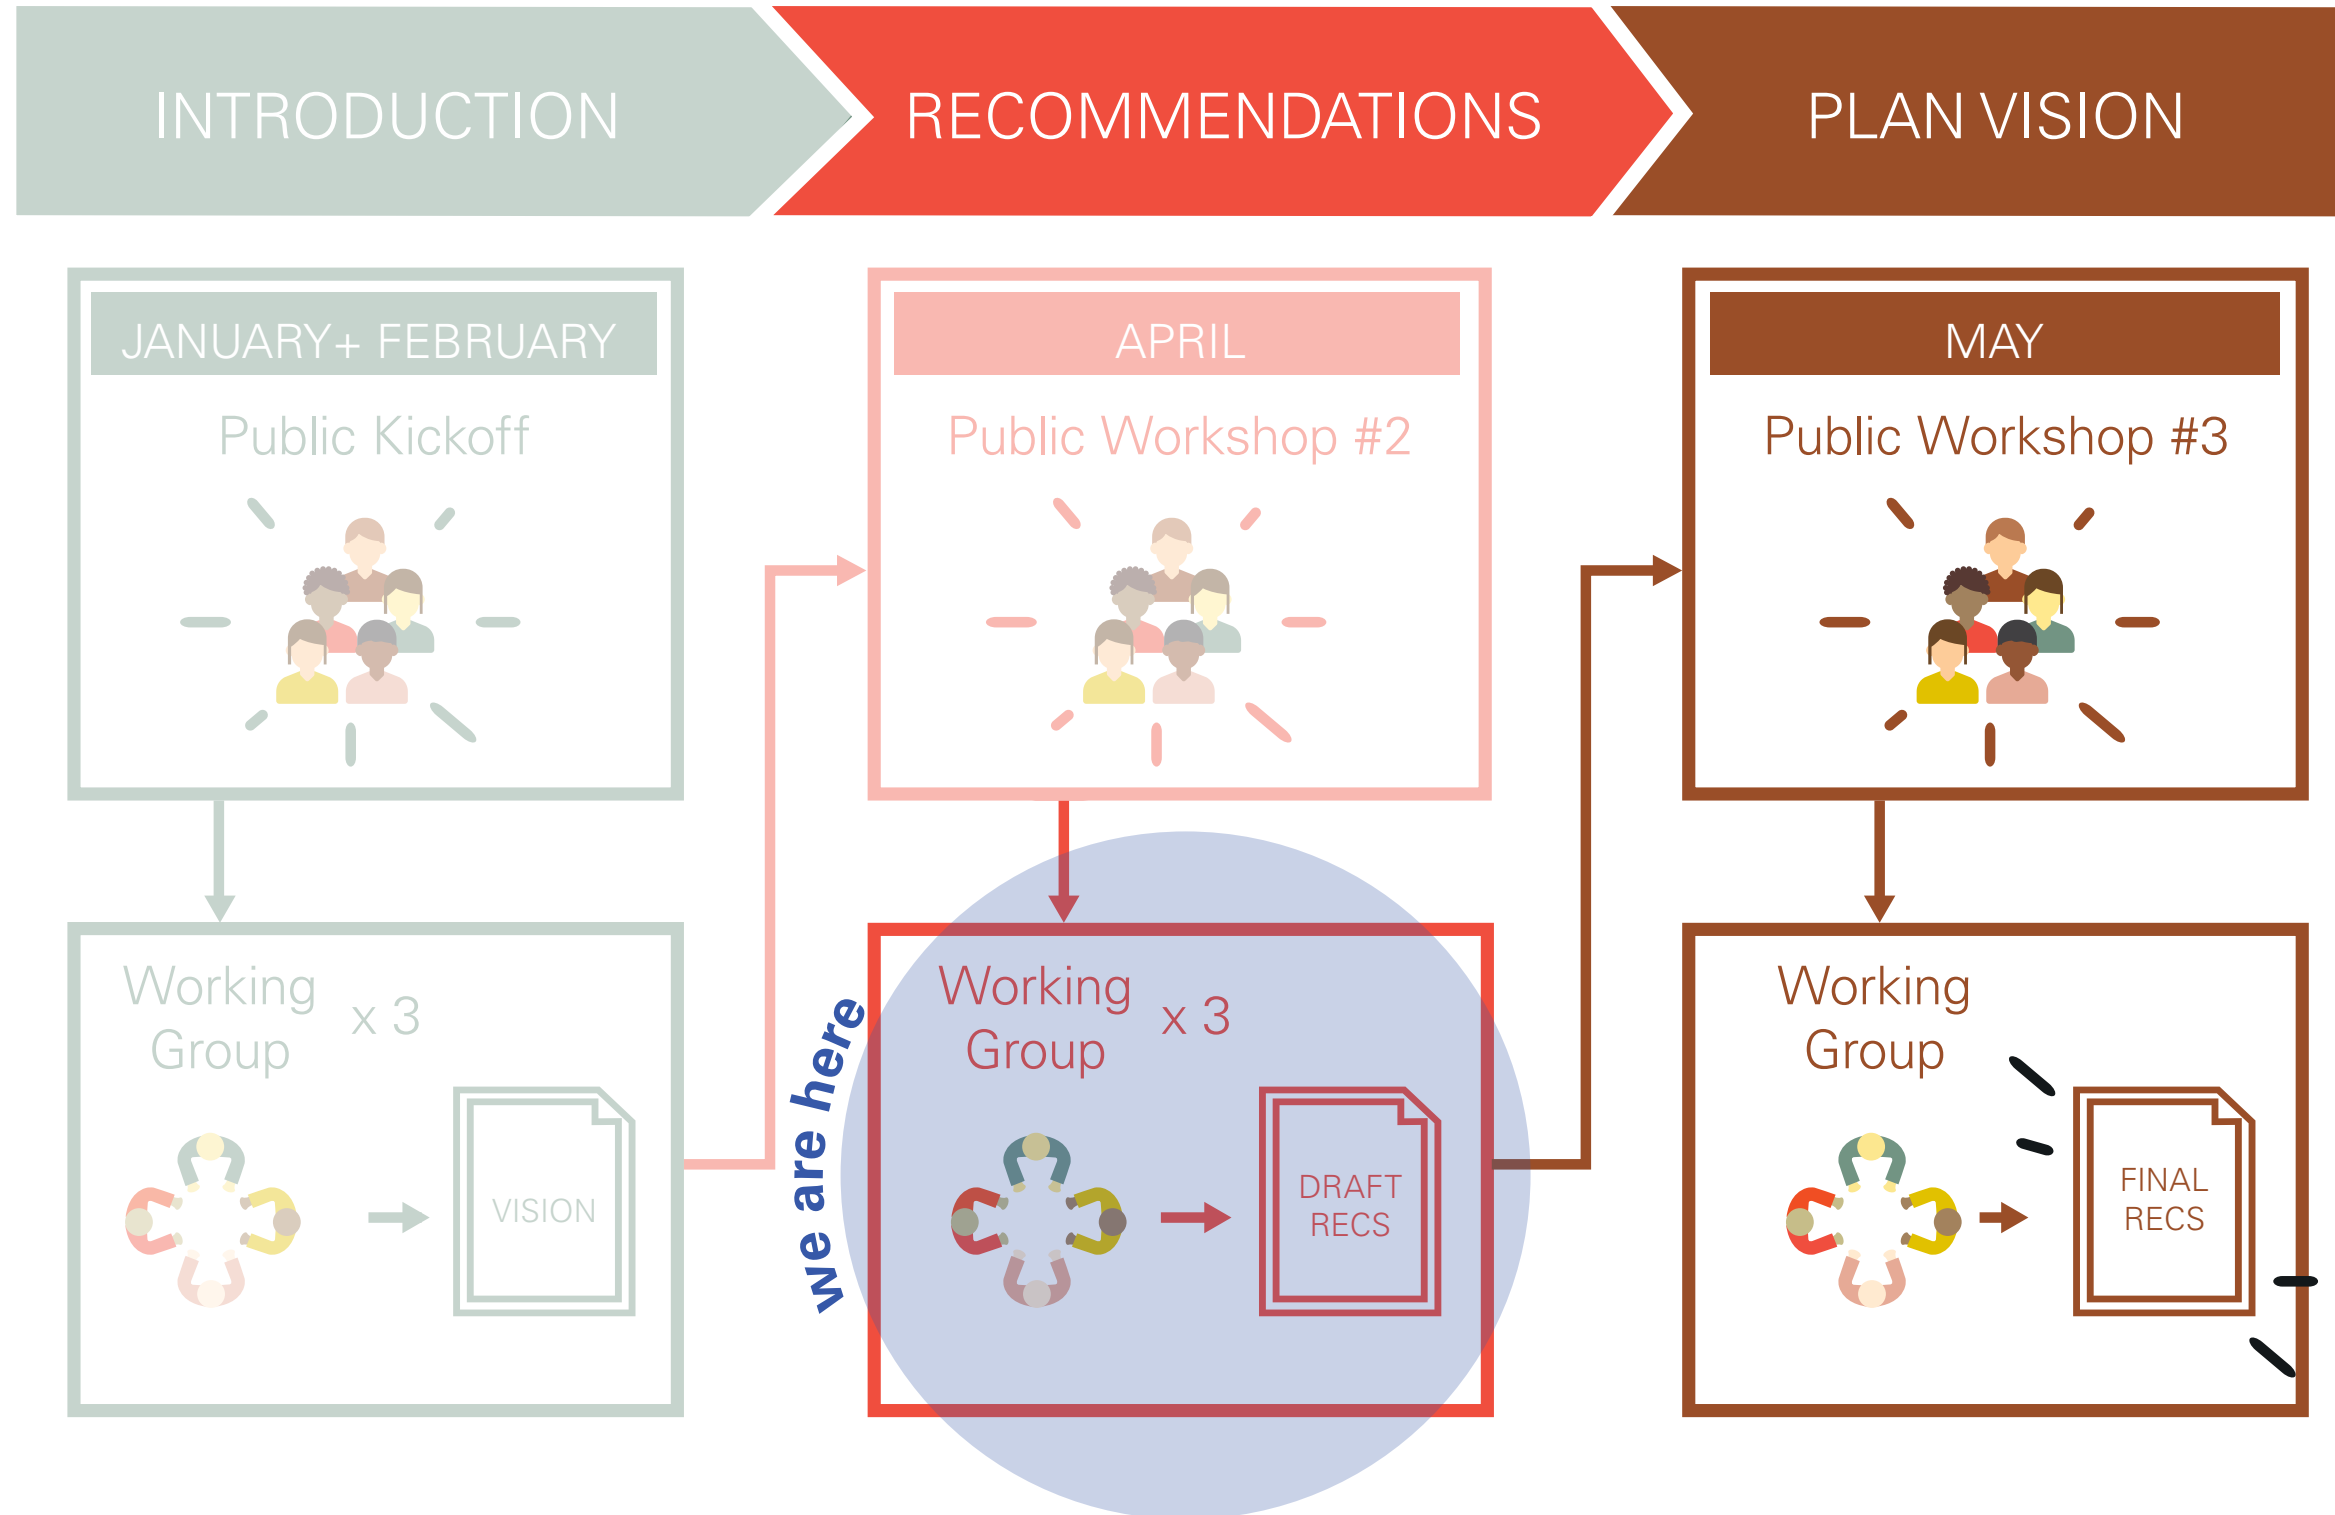 INTRODUCTION
RECOMMENDATIONS
PLAN VISION
JANUARY + FEBRUARY
Public Kickoff
APRIL
Public Workshop #2
MAY
Public Workshop #3
Working
Group
x 3
VISION
we are here
Working
Group
x 3
DRAFT
RECS
Working
Group
FINAL
RECS